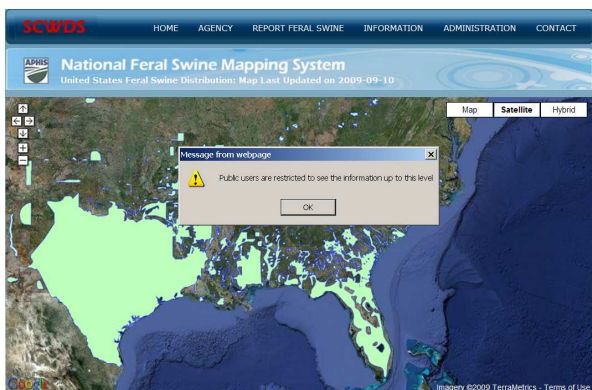 SCWDS HOME AGENCY REPORT FERAL SWINE INFORMATION ADMINISTRATION CONTACT
APHIS
National Feral Swine Mapping System
United States Feral Swine Distribution: Map Last Updated on 2009-09-10
Map Satellite Hybrid
Message from webpage
Public users are restricted to see the information up to this level
OK
Google
Imagery ©2009 TerraMetrics - Terms of Use